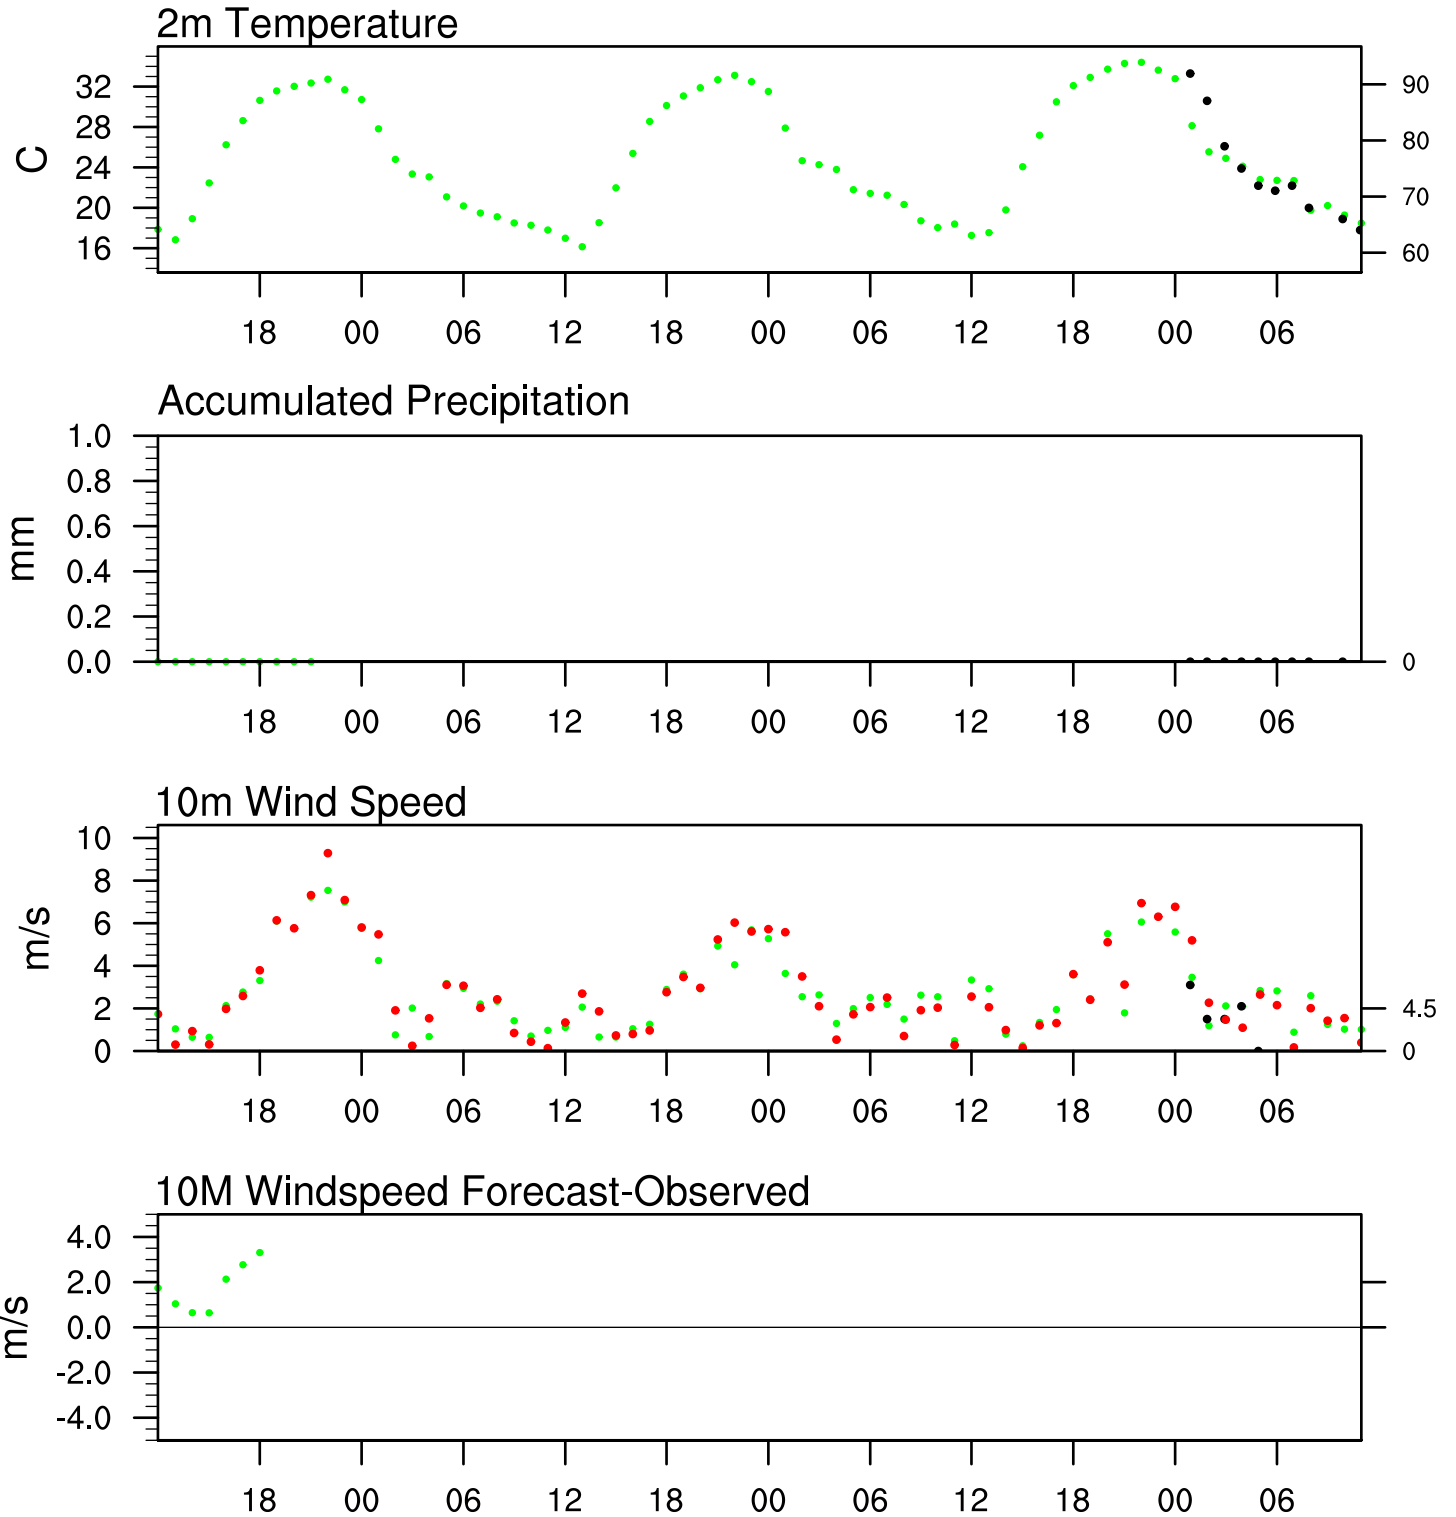 2m Temperature
32
28
24
20
16
C
90
80
70
60
18 00 06 12 18 00 06 12 18 00 06
Accumulated Precipitation
1.0
0.8
0.6
0.4
0.2
0.0
mm
0
18 00 06 12 18 00 06 12 18 00 06
10m Wind Speed
10
8
6
4
2
0
m/s
4.5
0
18 00 06 12 18 00 06 12 18 00 06
10M Windspeed Forecast-Observed
4.0
2.0
0.0
-2.0
-4.0
m/s
18 00 06 12 18 00 06 12 18 00 06